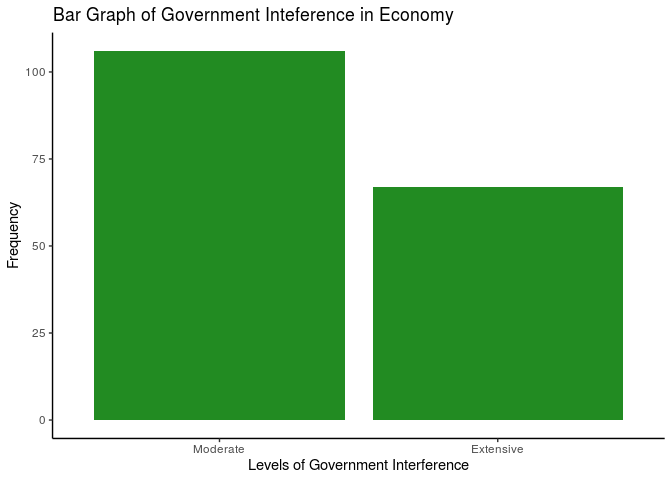 Bar Graph of Government Inteference in Economy
100
75
50
25
0
Frequency
Moderate
Extensive
Levels of Government Interference